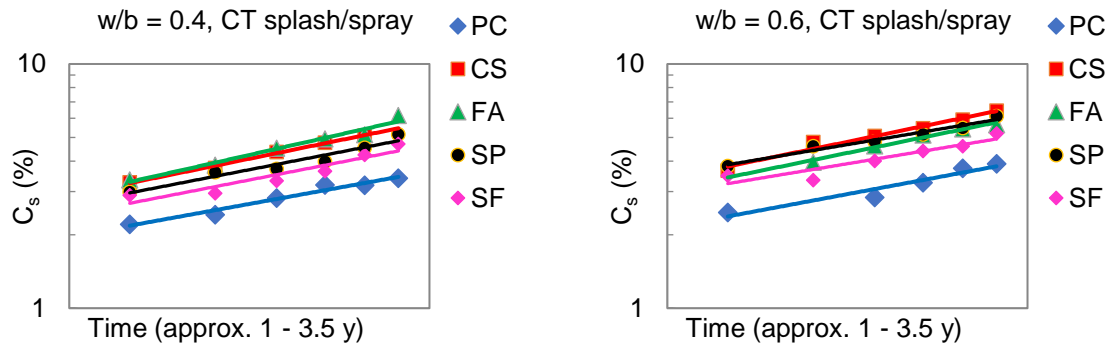 w/b = 0.4, CT splash/spray
10
1
Cs (%)
Time (approx. 1 - 3.5 y)
PC
CS
FA
SP
SF
w/b = 0.6, CT splash/spray
10
1
Cs (%)
Time (approx. 1 - 3.5 y)
PC
CS
FA
SP
SF